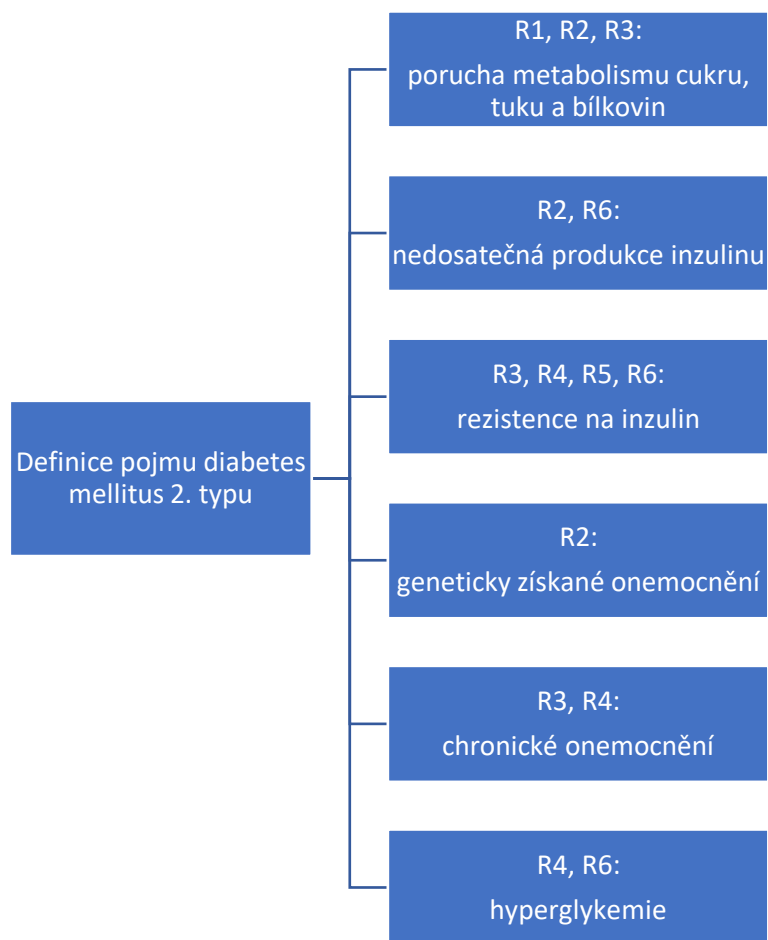 R1, R2, R3:
porucha metabolismu cukru,
tuku a bílkovin
R2, R6:
nedosatečná produkce inzulinu
R3, R4, R5, R6:
rezistence na inzulin
Definice pojmu diabetes
mellitus 2. typu
R2:
geneticky získané onemocnění
R3, R4:
chronické onemocnění
R4, R6:
hyperglykemie